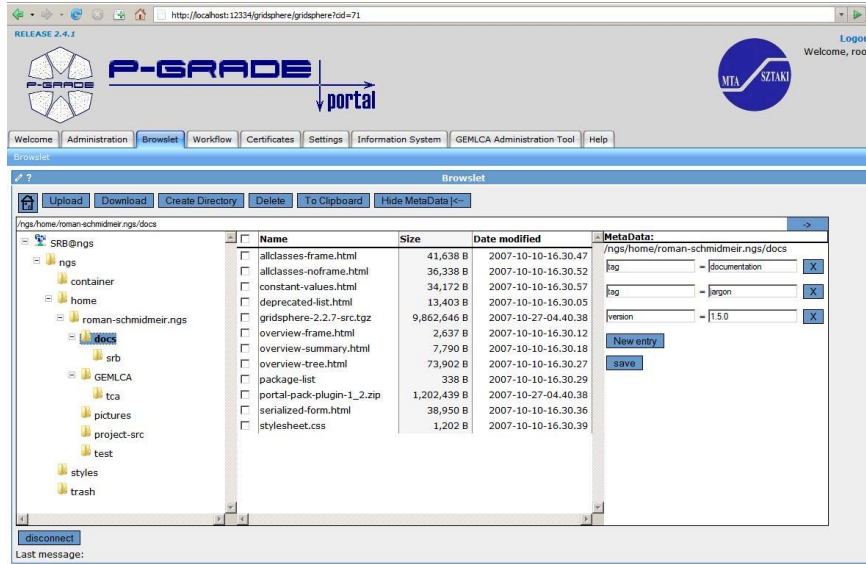 http://localhost:12334/gridsphere/gridsphere?cid=71
RELEASE 2.4.1
Logou
Welcome, roo
P-GRADE
P-GRADE
portal
MTA SZTAKI
Welcome Administration Browslet Workflow Certificates Settings Information System GEMLCA Administration Tool Help
Browslet
? Browslet
Upload Download Create Directory Delete To Clipboard Hide MetaData |<--
/ngs/home/roman-schmidmeir.ngs/docs ->
SRB@ngs
ngs
container
home
roman-schmidmeir.ngs
docs
srb
GEMLCA
tca
pictures
project-src
test
styles
trash
Name Size Date modified
allclasses-frame.html 41,638 B 2007-10-10-16.30.47
allclasses-noframe.html 36,338 B 2007-10-10-16.30.52
constant-values.html 34,172 B 2007-10-10-16.30.57
deprecated-list.html 13,403 B 2007-10-10-16.30.05
gridsphere-2.2.7-src.tgz 9,862,646 B 2007-10-27-04.40.38
overview-frame.html 2,637 B 2007-10-10-16.30.12
overview-summary.html 7,790 B 2007-10-10-16.30.18
overview-tree.html 73,902 B 2007-10-10-16.30.27
package-list 338 B 2007-10-10-16.30.29
portal-pack-plugin-1_2.zip 1,202,439 B 2007-10-27-04.40.38
serialized-form.html 38,950 B 2007-10-10-16.30.36
stylesheet.css 1,202 B 2007-10-10-16.30.39
MetaData:
/ngs/home/roman-schmidmeir.ngs/docs
tag = documentation X
tag = jargon X
version = 1.5.0 X
New entry
save
disconnect
Last message: